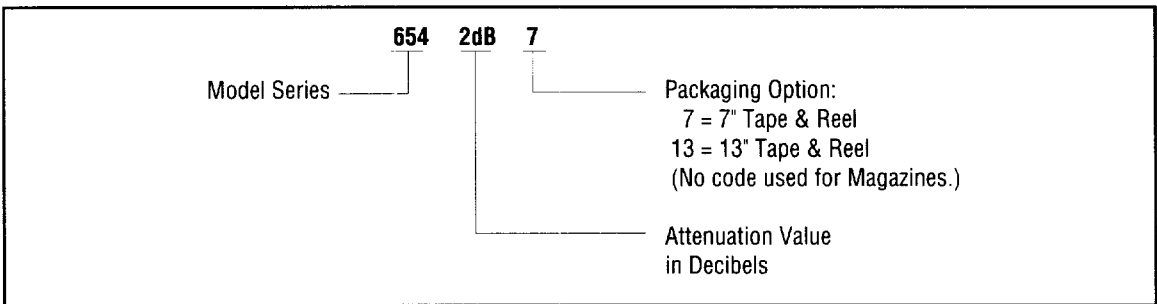 654 2dB 7
Model Series
Packaging Option:
7 = 7" Tape & Reel
13 = 13" Tape & Reel
(No code used for Magazines.)
Attenuation Value
in Decibels